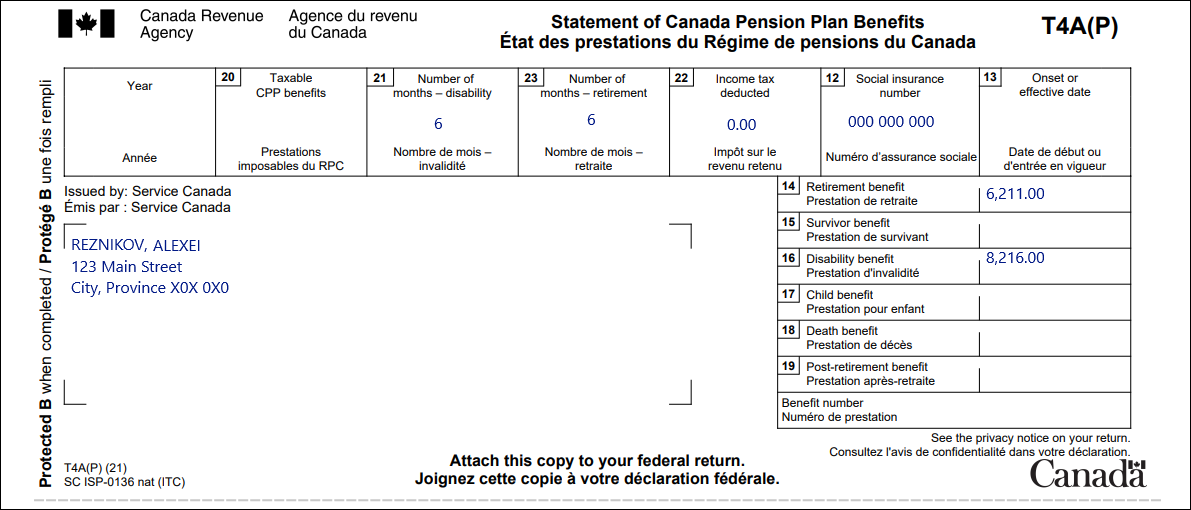 Canada Revenue Agency
Agence du revenu du Canada
Statement of Canada Pension Plan Benefits
État des prestations du Régime de pensions du Canada
T4A(P)
Protected B when completed / Protégé B une fois rempli
Year
Année
20 Taxable CPP benefits
Prestations imposables du RPC
21 Number of months – disability
6
Nombre de mois – invalidité
23 Number of months – retirement
6
Nombre de mois – retraite
22 Income tax deducted
0.00
Impôt sur le revenu retenu
12 Social insurance number
000 000 000
Numéro d'assurance sociale
13 Onset or effective date
Date de début ou d'entrée en vigueur
Issued by: Service Canada
Émis par : Service Canada
REZNIKOV, ALEXEI
123 Main Street
City, Province X0X 0X0
14 Retirement benefit 6,211.00
Prestation de retraite
15 Survivor benefit
Prestation de survivant
16 Disability benefit 8,216.00
Prestation d'invalidité
17 Child benefit
Prestation pour enfant
18 Death benefit
Prestation de décès
19 Post-retirement benefit
Prestation après-retraite
Benefit number
Numéro de prestation
See the privacy notice on your return.
Consultez l'avis de confidentialité dans votre déclaration.
T4A(P) (21)
SC ISP-0136 nat (ITC)
Attach this copy to your federal return.
Joignez cette copie à votre déclaration fédérale.
Canada